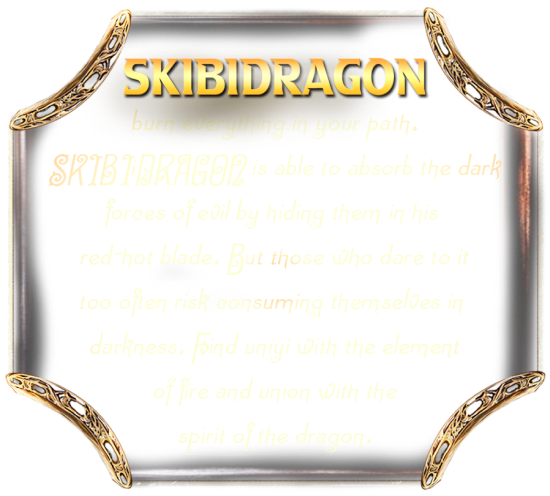 SKIBIDRAGON
burn everything in your path.
SKIBIDRAGON is able to absorb the dark
forces of evil by hiding them in his
red-hot blade. But those who dare to it
too often risk consuming themselves in
darkness. Faind unigi with the element
of fire and union with the
spirit of the dragon.